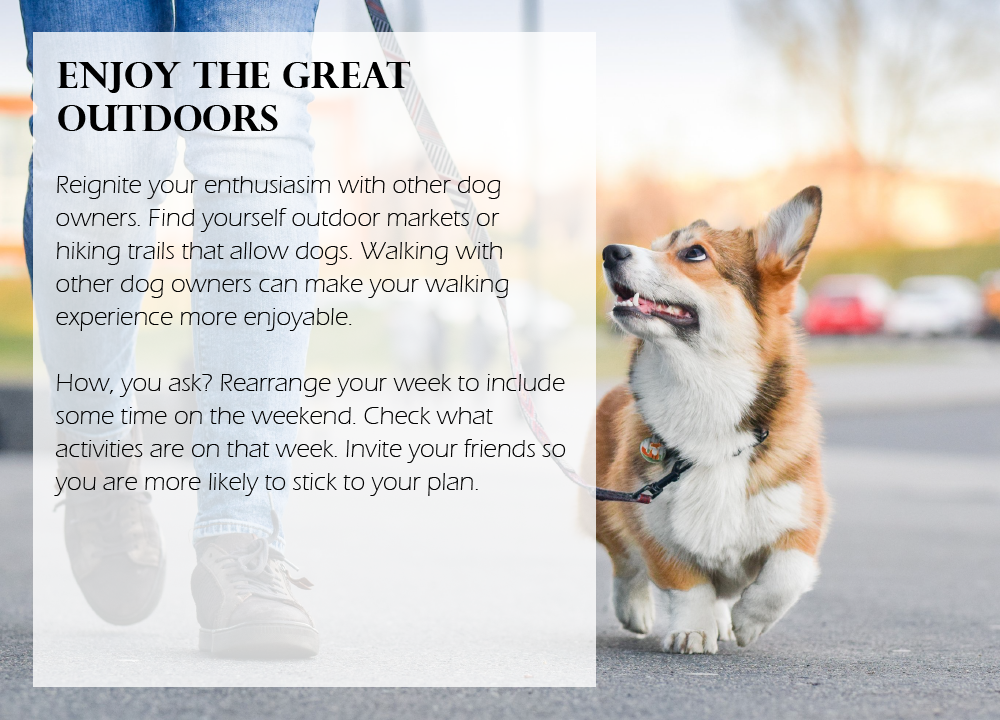 ENJOY THE GREAT
OUTDOORS
Reignite your enthusiasim with other dog
owners. Find yourself outdoor markets or
hiking trails that allow dogs. Walking with
other dog owners can make your walking
experience more enjoyable.
How, you ask? Rearrange your week to include
some time on the weekend. Check what
activities are on that week. Invite your friends so
you are more likely to stick to your plan.